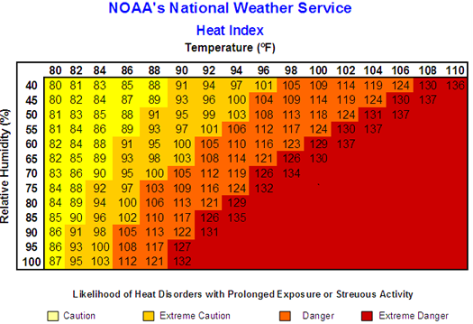 NOAA's National Weather Service
Heat Index
Temperature (ºF)
80 82 84 86 88 90 92 94 96 98 100 102 104 106 108 110
Relative Humidity (%)
40 80 81 83 85 88 91 94 97 101 105 109 114 119 124 130 136
45 80 82 84 87 89 93 96 100 104 109 114 119 124 130 137
50 81 83 85 88 91 95 99 103 108 113 118 124 131 137
55 81 84 86 89 93 97 101 106 112 117 124 130 137
60 82 84 88 91 95 100 105 110 116 123 129 137
65 82 85 89 93 98 103 108 114 121 126 130
70 83 86 90 95 100 105 112 119 126 134
75 84 88 92 97 103 109 116 124 132
80 84 89 94 100 106 113 121 129
85 85 90 96 102 110 117 126 135
90 86 91 98 105 113 122 131
95 86 93 100 108 117 127
100 87 95 103 112 121 132
Likelihood of Heat Disorders with Prolonged Exposure or Streuous Activity
Caution Extreme Caution Danger Extreme Danger